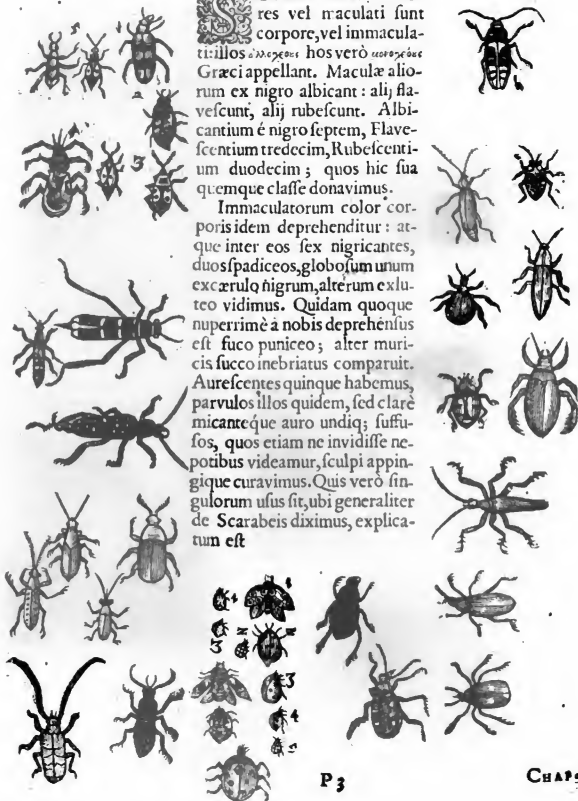 res vel maculati ſunt
corpore, vel immacula-
ti: illos hos verò
Græci appellant. Maculæ alio-
rum ex nigro albicant: alij fla-
veſcunt, alij rubeſcunt. Albi-
cantium é nigro ſeptem, Flave-
ſcentium tredecim, Rubeſcenti-
um duodecim; quos hic ſua
quemque claſſe donavimus.
Immaculatorum color cor-
poris idem deprehenditur: at-
que inter eos ſex nigricantes,
duos ſpadiceos, globoſum unum
ex cærulo nigrum, alterum ex lu-
teo vidimus. Quidam quoque
nuperrimè à nobis deprehenſus
eſt fuco puniceo; alter muri-
cis ſucco inebriatus comparuit.
Aureſcentes quinque habemus,
parvulos illos quidem, ſed clarè
micanteque auro undiq; ſuffu-
ſos, quos etiam ne invidiſſe ne-
potibus videamur, ſculpi appin-
gique curavimus. Quis verò ſin-
gulorum uſus ſit, ubi generaliter
de Scarabeis diximus, explica-
tum eſt
P 3
CHAP.